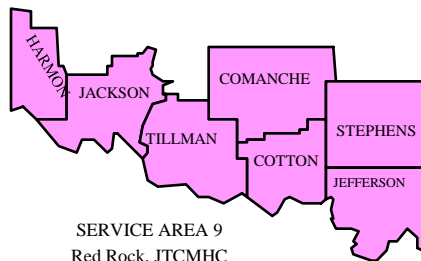 HARMON
JACKSON
COMANCHE
TILLMAN
STEPHENS
COTTON
JEFFERSON
SERVICE AREA 9
Red Rock, JTCMHC